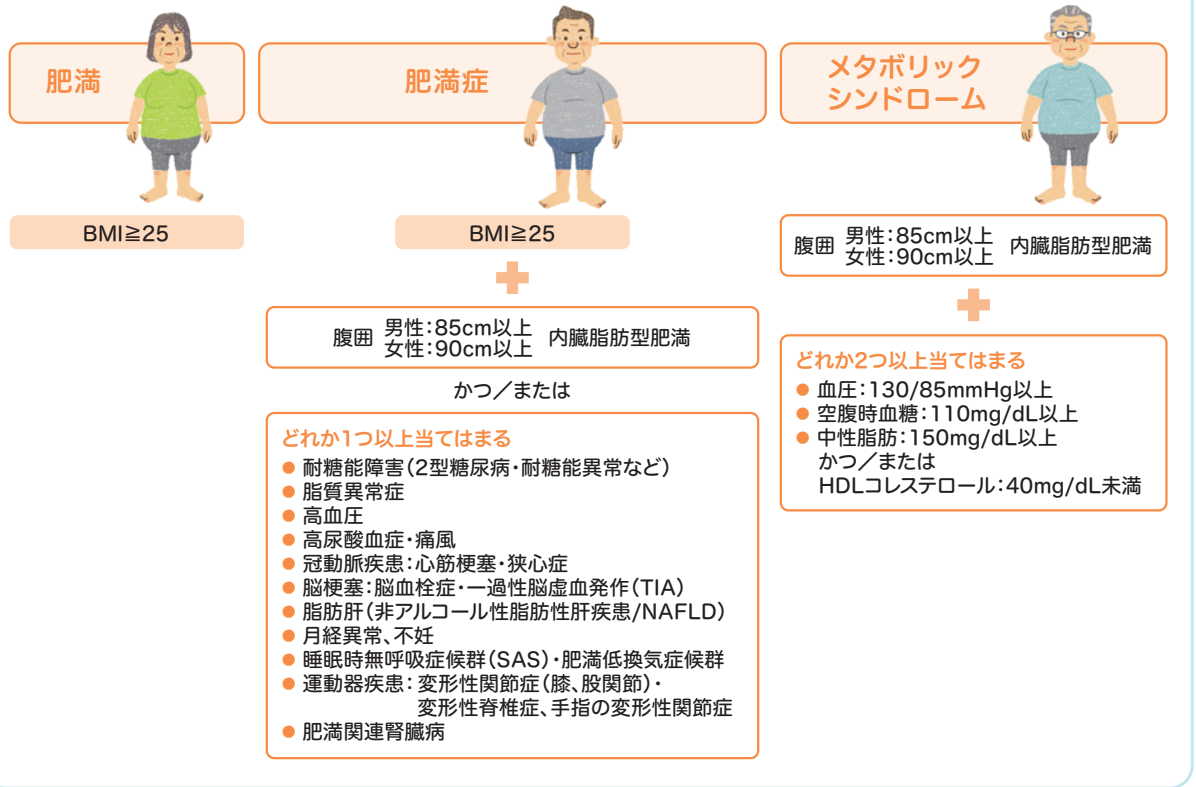 肥満
BMI≧25
肥満症
BMI≧25
腹囲 男性：85cm以上
女性：90cm以上 内臓脂肪型肥満
かつ／または
どれか1つ以上当てはまる
● 耐糖能障害（2型糖尿病・耐糖能異常など）
● 脂質異常症
● 高血圧
● 高尿酸血症・痛風
● 冠動脈疾患：心筋梗塞・狭心症
● 脳梗塞：脳血栓症・一過性脳虚血発作（TIA）
● 脂肪肝（非アルコール性脂肪性肝疾患/NAFLD）
● 月経異常、不妊
● 睡眠時無呼吸症候群（SAS）・肥満低換気症候群
● 運動器疾患：変形性関節症（膝、股関節）・
変形性脊椎症、手指の変形性関節症
● 肥満関連腎臓病
メタボリック
シンドローム
腹囲 男性：85cm以上
女性：90cm以上 内臓脂肪型肥満
どれか2つ以上当てはまる
● 血圧：130/85mmHg以上
● 空腹時血糖：110mg/dL以上
● 中性脂肪：150mg/dL以上
かつ／または
HDLコレステロール：40mg/dL未満